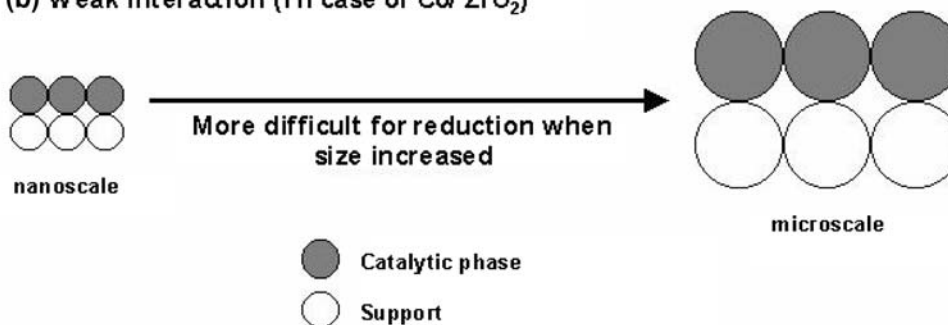 (b) Weak interaction (In case of Co/ ZrO₂)
More difficult for reduction when
size increased
nanoscale
microscale
Catalytic phase
Support